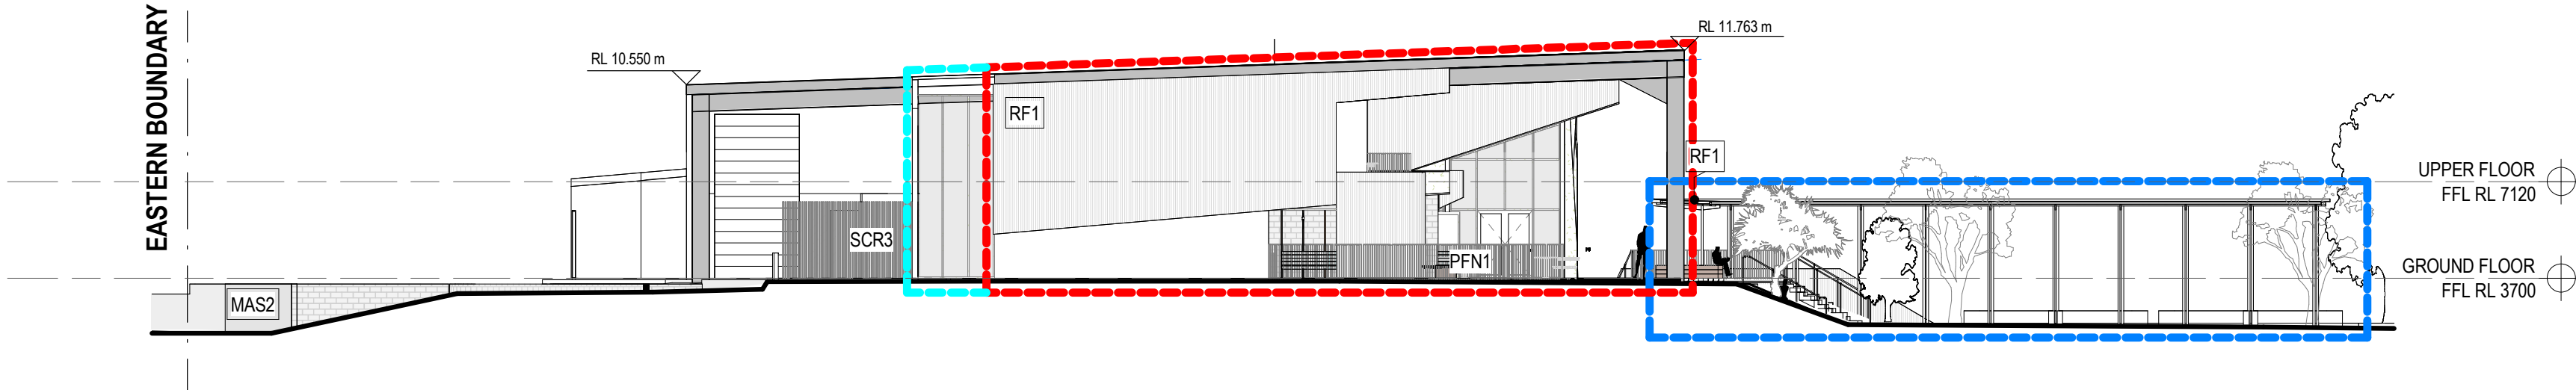 EASTERN BOUNDARY
RL 10.550 m
RL 11.763 m
RF1
RF1
SCR3
PFN1
MAS2
UPPER FLOOR
FFL RL 7120
GROUND FLOOR
FFL RL 3700